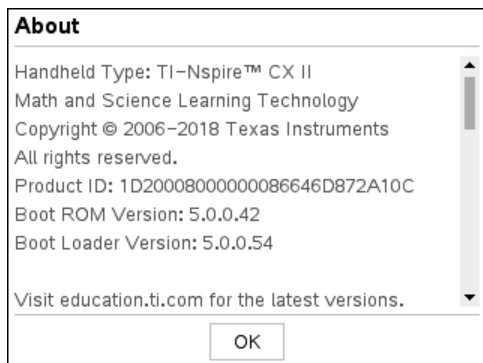 About
Handheld Type: TI-Nspire™ CX II
Math and Science Learning Technology
Copyright © 2006-2018 Texas Instruments
All rights reserved.
Product ID: 1D20008000000086646D872A10C
Boot ROM Version: 5.0.0.42
Boot Loader Version: 5.0.0.54
Visit education.ti.com for the latest versions.
OK